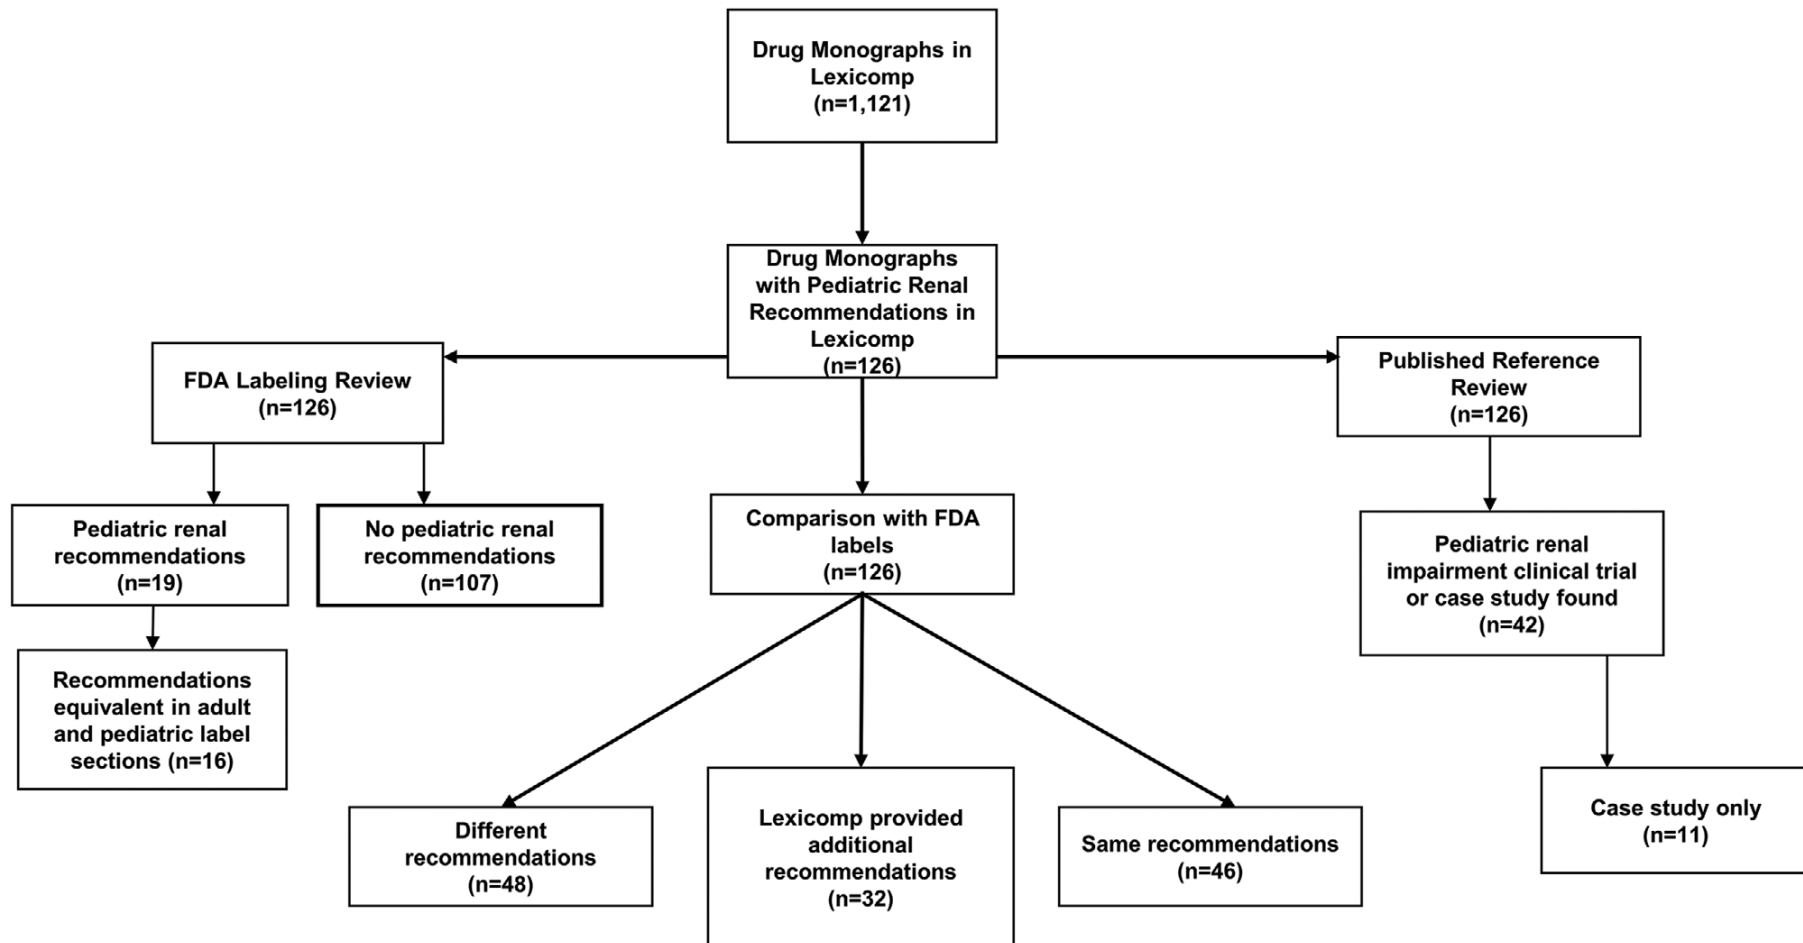 Drug Monographs in
Lexicomp
(n=1,121)
Drug Monographs
with Pediatric Renal
Recommendations in
Lexicomp
(n=126)
FDA Labeling Review
(n=126)
Published Reference
Review
(n=126)
Pediatric renal
recommendations
(n=19)
No pediatric renal
recommendations
(n=107)
Comparison with FDA
labels
(n=126)
Pediatric renal
impairment clinical trial
or case study found
(n=42)
Recommendations
equivalent in adult
and pediatric label
sections (n=16)
Different
recommendations
(n=48)
Lexicomp provided
additional
recommendations
(n=32)
Same recommendations
(n=46)
Case study only
(n=11)